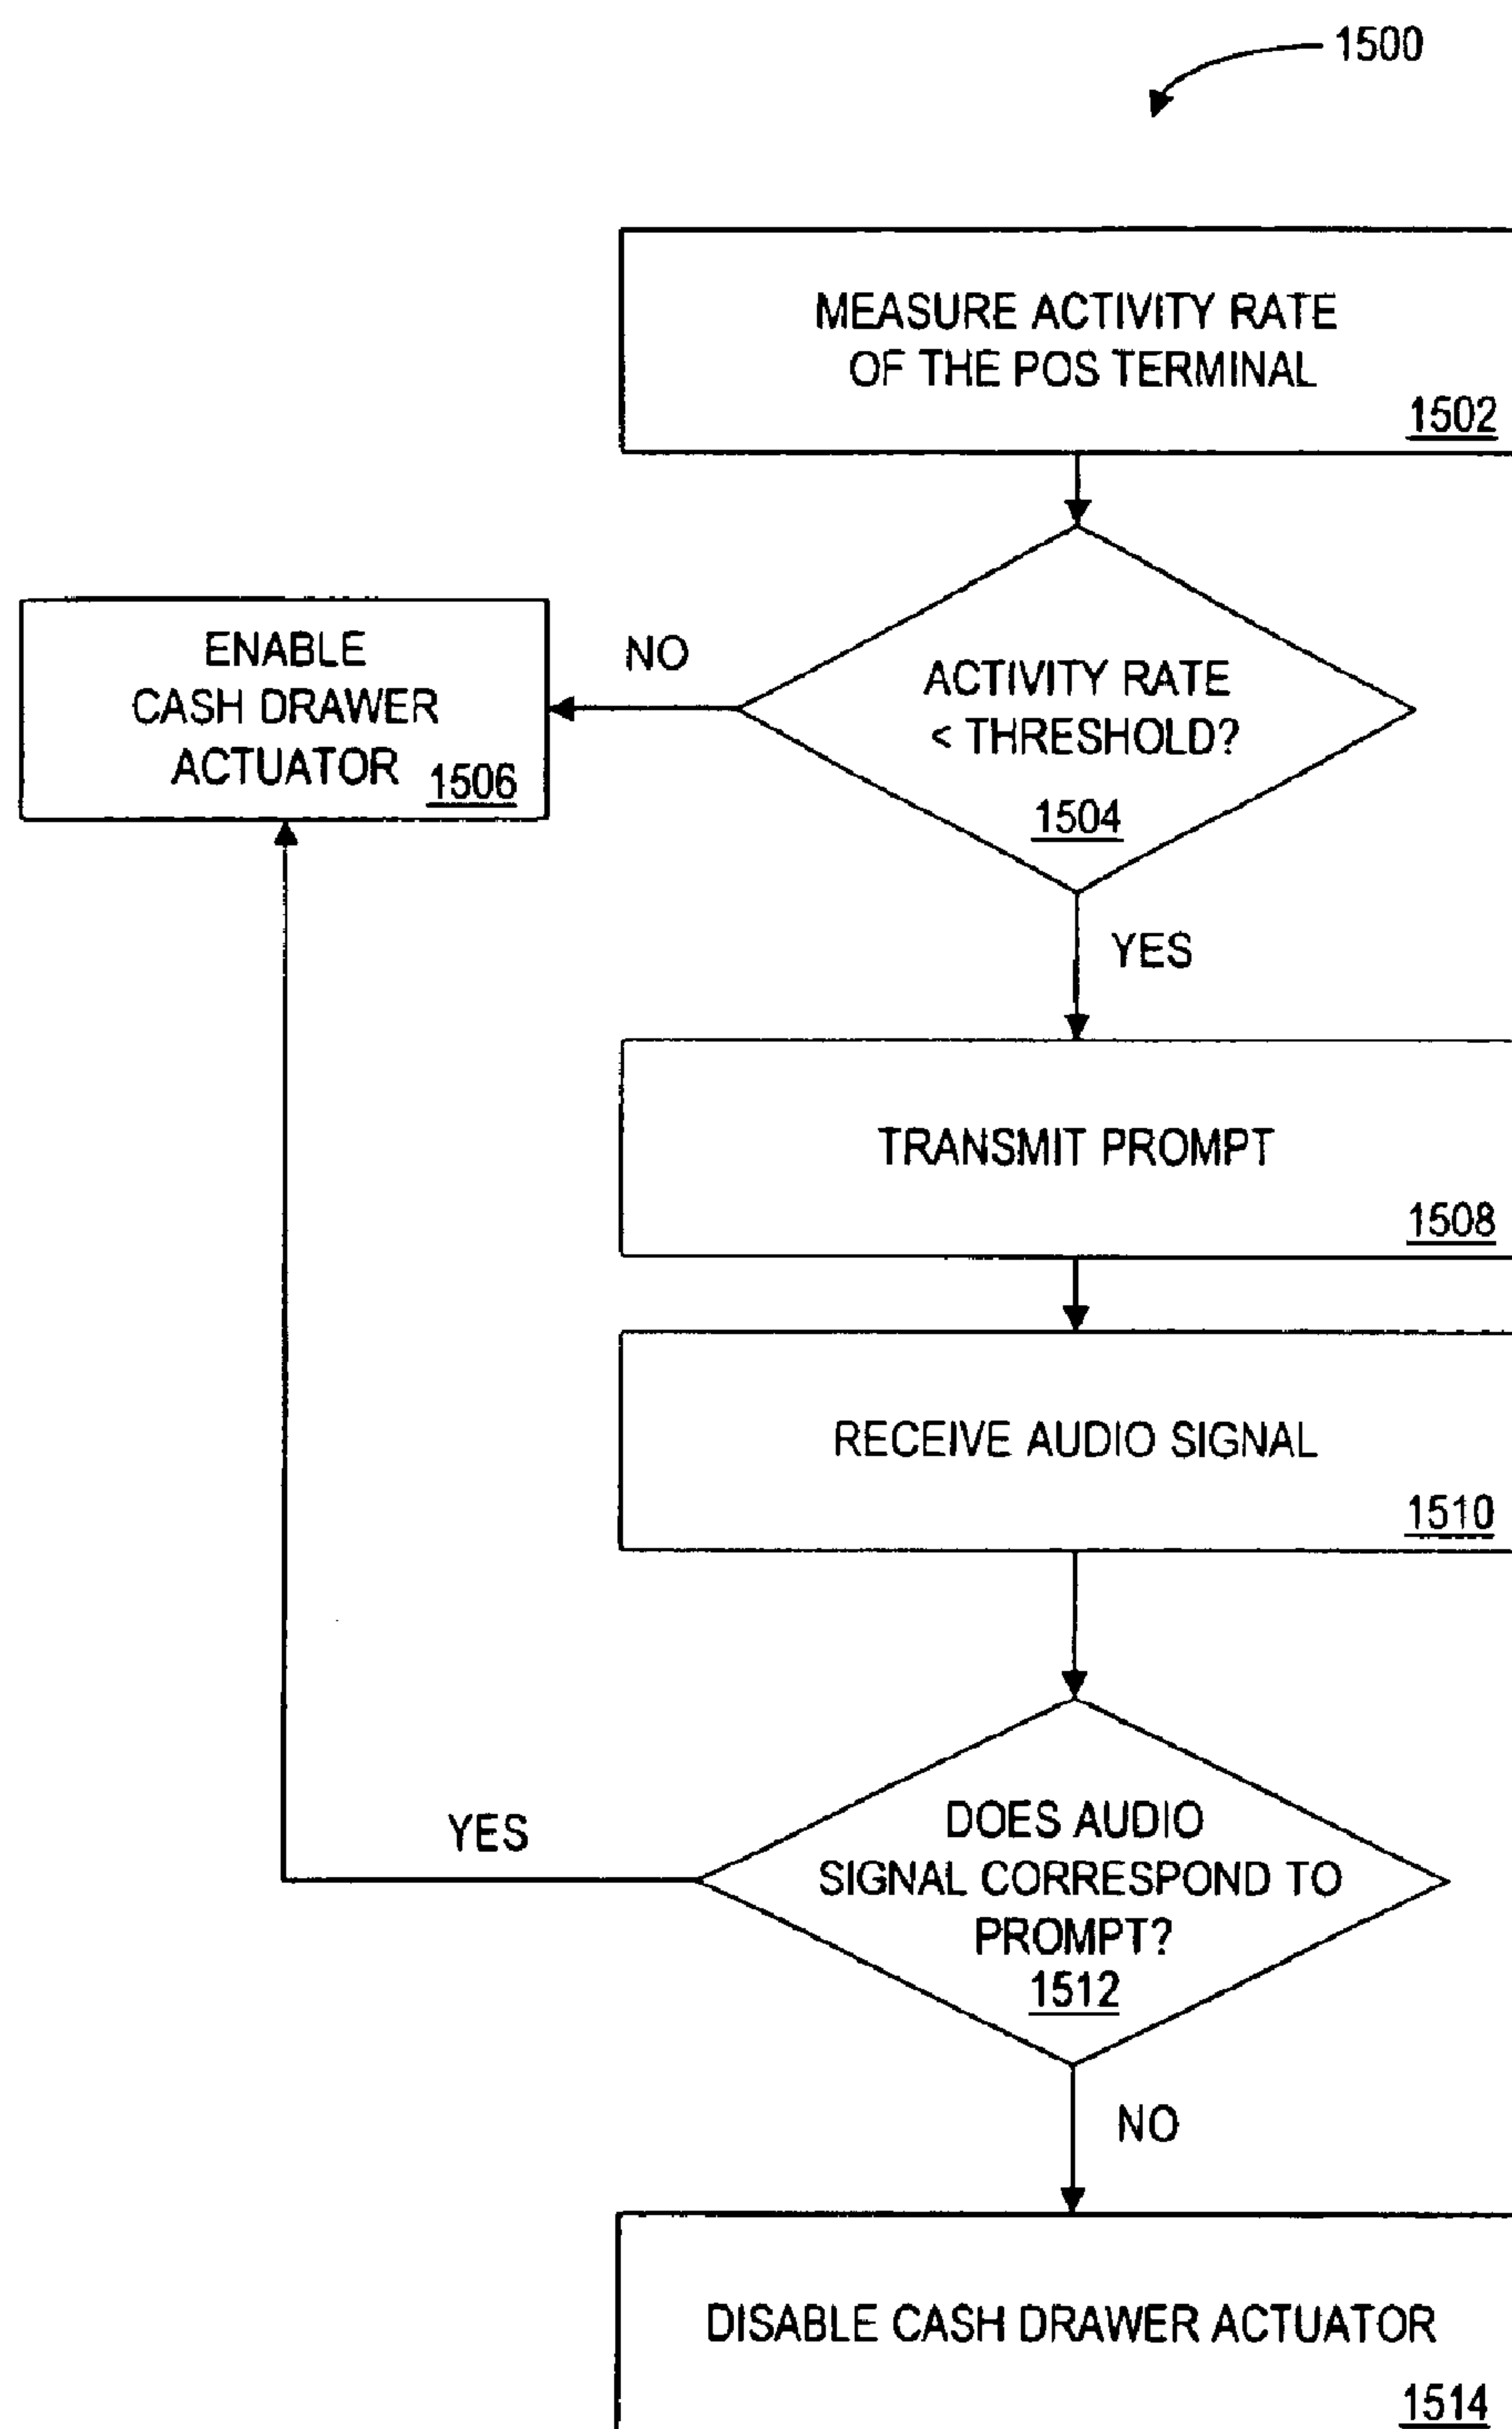 1500
MEASURE ACTIVITY RATE
OF THE POS TERMINAL
1502
ACTIVITY RATE
< THRESHOLD?
1504
NO
ENABLE
CASH DRAWER
ACTUATOR
1506
YES
TRANSMIT PROMPT
1508
RECEIVE AUDIO SIGNAL
1510
DOES AUDIO
SIGNAL CORRESPOND TO
PROMPT?
1512
YES
NO
DISABLE CASH DRAWER ACTUATOR
1514